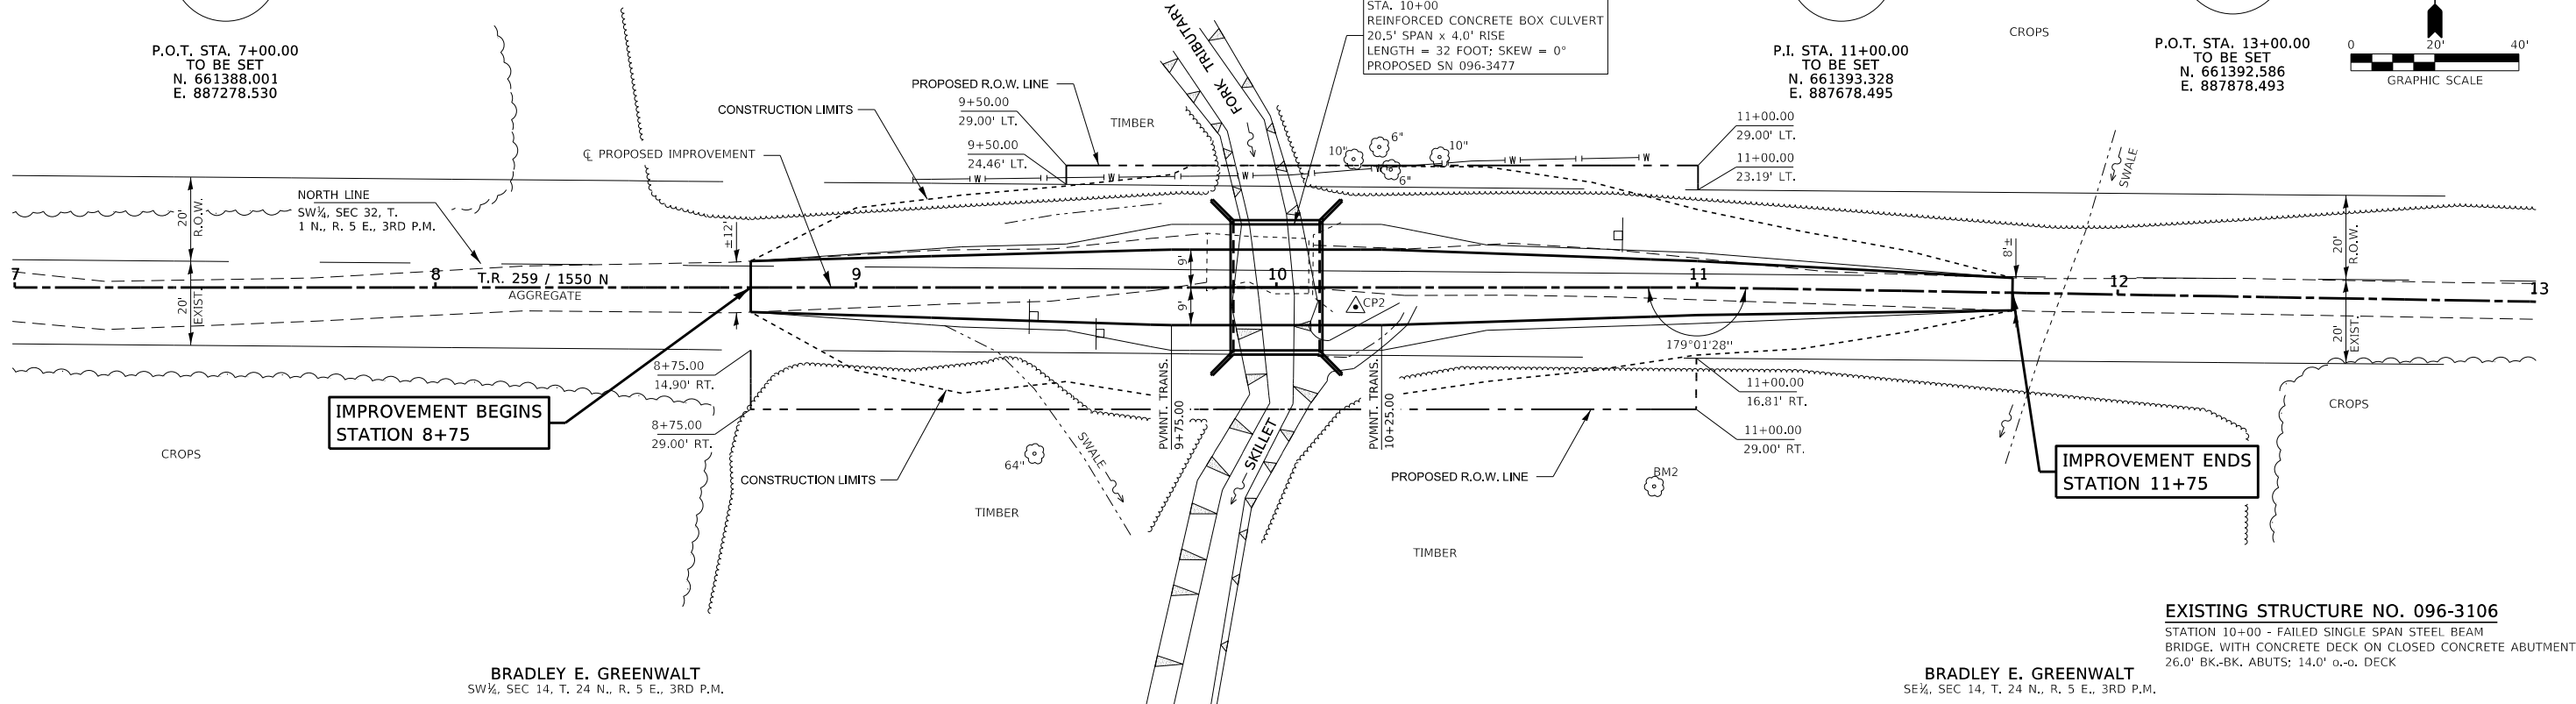 STA. 10+00
REINFORCED CONCRETE BOX CULVERT
20.5' SPAN x 4.0' RISE
LENGTH = 32 FOOT; SKEW = 0°
PROPOSED SN 096-3477
P.O.T. STA. 7+00.00
TO BE SET
N. 661388.001
E. 887278.530
P.I. STA. 11+00.00
TO BE SET
N. 661393.328
E. 887678.495
CROPS
P.O.T. STA. 13+00.00
TO BE SET
N. 661392.586
E. 887878.493
0 20' 40'
GRAPHIC SCALE
FORK TRIBUTARY
PROPOSED R.O.W. LINE
9+50.00
29.00' LT.
CONSTRUCTION LIMITS
TIMBER
9+50.00
24.46' LT.
℄ PROPOSED IMPROVEMENT
10"
6"
10"
6"
11+00.00
29.00' LT.
11+00.00
23.19' LT.
SWALE
W W W W W W W
NORTH LINE
SW¼, SEC 32, T.
1 N., R. 5 E., 3RD P.M.
20'
R.O.W.
±12'
8'±
20'
R.O.W.
7 8 9 10 11 12 13
T.R. 259 / 1550 N
AGGREGATE
20'
EXIST.
9'
9'
CP2
179°01'28"
20'
EXIST.
8+75.00
14.90' RT.
8+75.00
29.00' RT.
IMPROVEMENT BEGINS
STATION 8+75
PVMNT. TRANS.
9+75.00
PVMNT. TRANS.
10+25.00
11+00.00
16.81' RT.
11+00.00
29.00' RT.
CROPS
CROPS
SWALE
SKILLET
64"
CONSTRUCTION LIMITS
TIMBER
PROPOSED R.O.W. LINE
BM2
IMPROVEMENT ENDS
STATION 11+75
TIMBER
EXISTING STRUCTURE NO. 096-3106
STATION 10+00 - FAILED SINGLE SPAN STEEL BEAM
BRIDGE. WITH CONCRETE DECK ON CLOSED CONCRETE ABUTMENT
26.0' BK.-BK. ABUTS; 14.0' o.-o. DECK
BRADLEY E. GREENWALT
SW¼, SEC 14, T. 24 N., R. 5 E., 3RD P.M.
BRADLEY E. GREENWALT
SE¼, SEC 14, T. 24 N., R. 5 E., 3RD P.M.